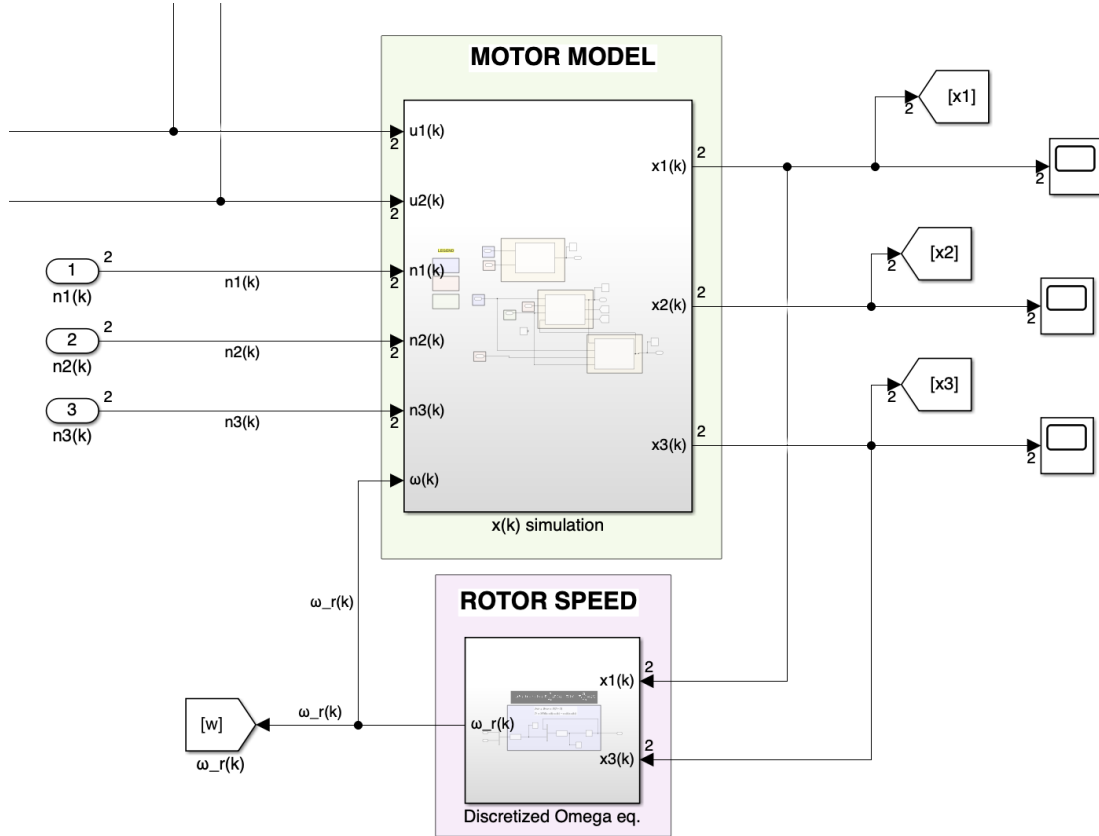 MOTOR MODEL
[x1]
u1(k)
2
x1(k)
2
2
2
u2(k)
2
[x2]
2
1
2
n1(k)
n1(k)
n1(k)
2
x2(k)
2
2
2
2
n2(k)
n2(k)
n2(k)
2
[x3]
2
3
2
n3(k)
n3(k)
n3(k)
2
x3(k)
2
2
ω(k)
x(k) simulation
ROTOR SPEED
ω_r(k)
x1(k)
2
[w]
ω_r(k)
ω_r(k)
ω_r(k)
x3(k)
2
Discretized Omega eq.